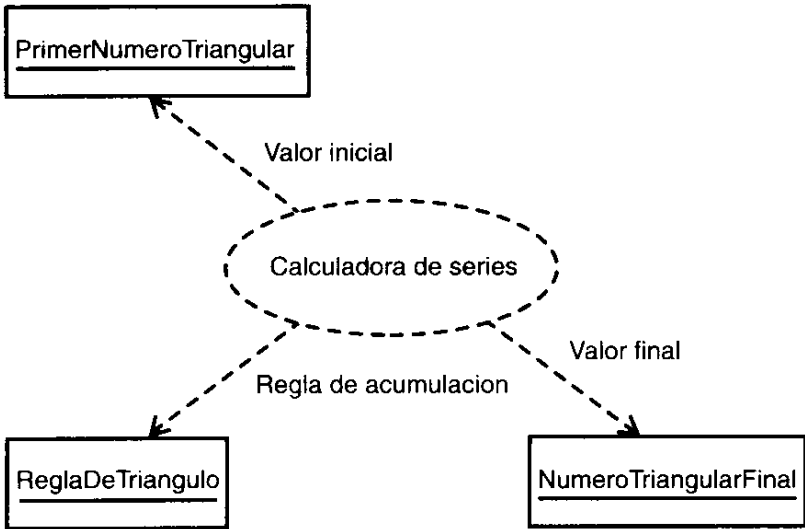 PrimerNumeroTriangular
Valor inicial
Calculadora de series
Valor final
Regla de acumulacion
ReglaDeTriangulo
NumeroTriangularFinal